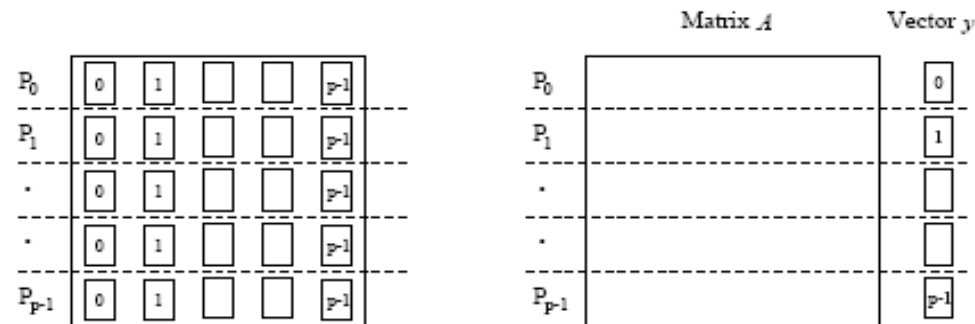 Matrix A Vector y
P0 0 1 p-1 P0 0
P1 0 1 p-1 P1 1
. 0 1 p-1 .
. 0 1 p-1 .
Pp-1 0 1 p-1 Pp-1 p-1